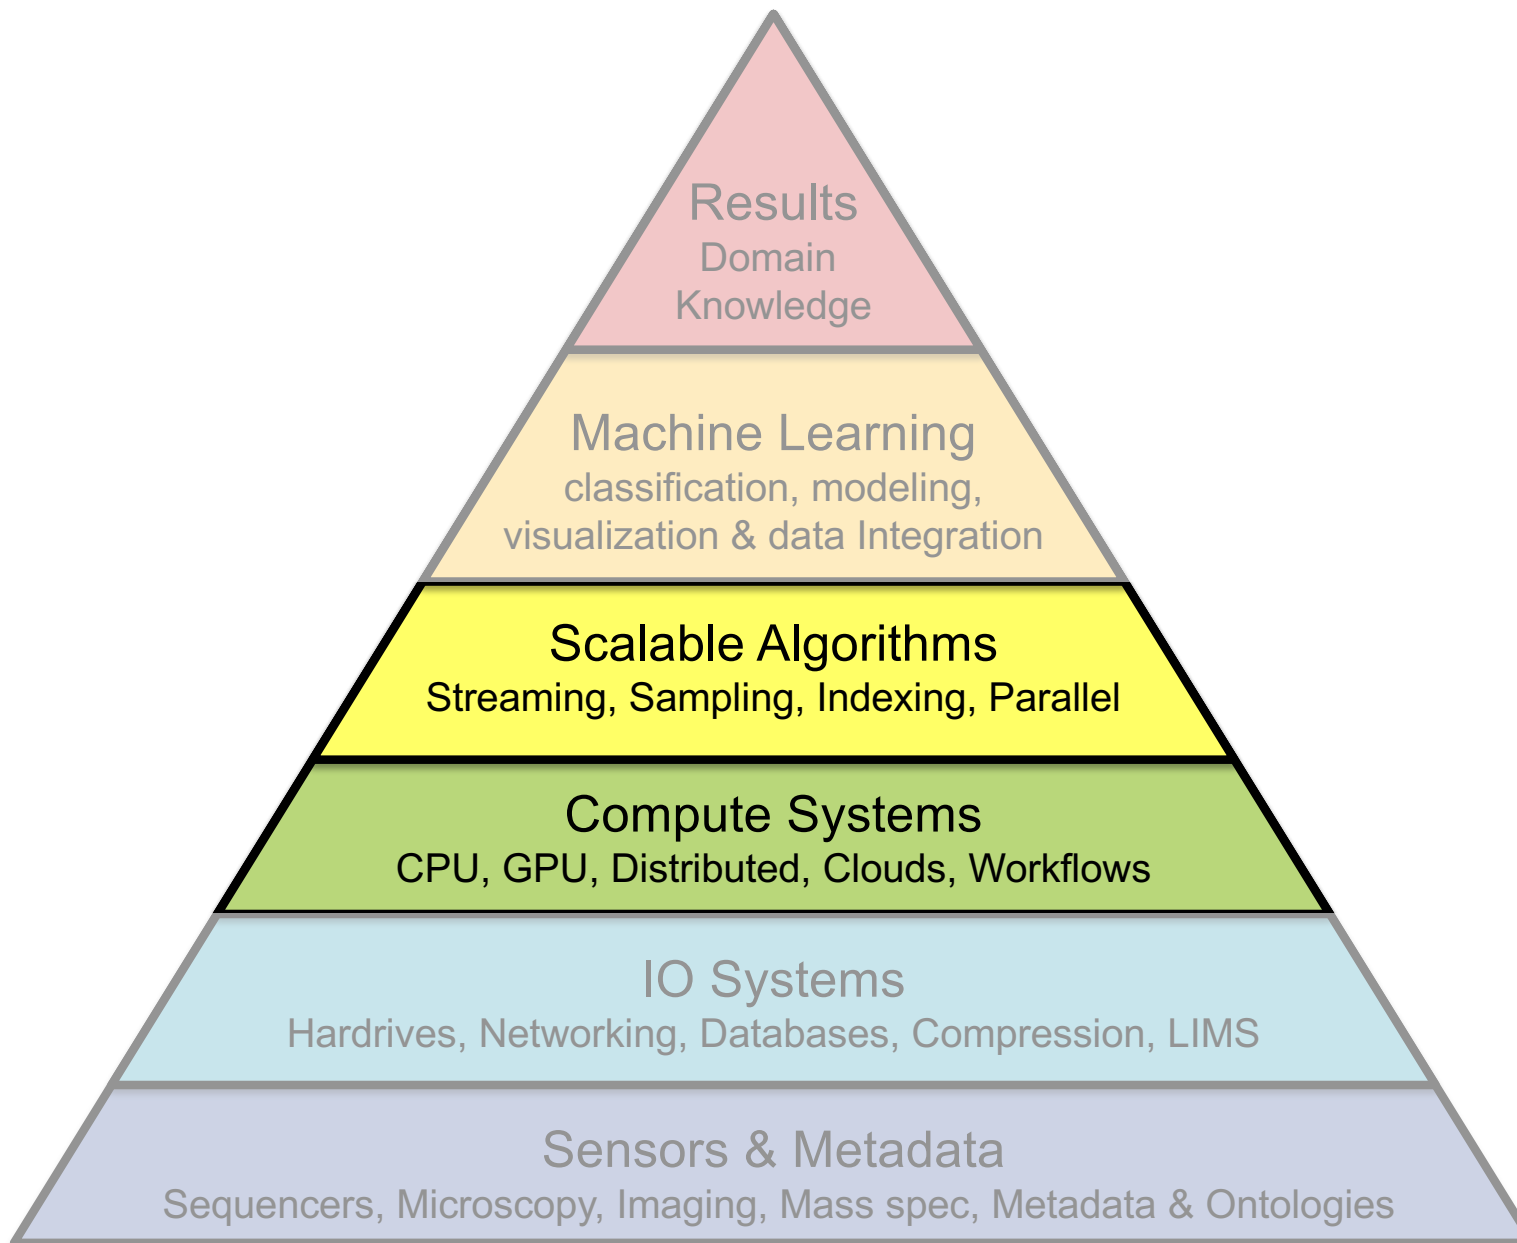 Results
Domain
Knowledge
Machine Learning
classification, modeling,
visualization & data Integration
Scalable Algorithms
Streaming, Sampling, Indexing, Parallel
Compute Systems
CPU, GPU, Distributed, Clouds, Workflows
IO Systems
Hardrives, Networking, Databases, Compression, LIMS
Sensors & Metadata
Sequencers, Microscopy, Imaging, Mass spec, Metadata & Ontologies